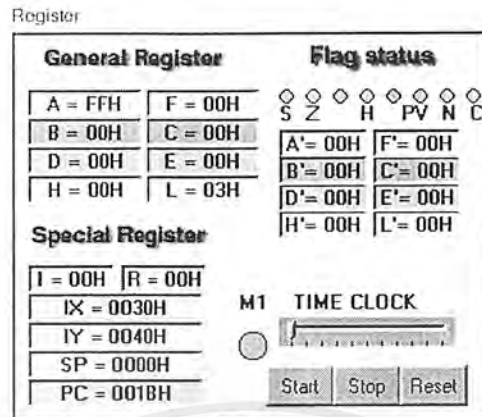 Register
General Register
A = FFH F = 00H
B = 00H C = 00H
D = 00H E = 00H
H = 00H L = 03H
Flag status
S Z H PV N C
A'= 00H F'= 00H
B'= 00H C'= 00H
D'= 00H E'= 00H
H'= 00H L'= 00H
Special Register
I = 00H R = 00H
IX = 0030H
IY = 0040H
SP = 0000H
PC = 001BH
M1 TIME CLOCK
Start Stop Reset